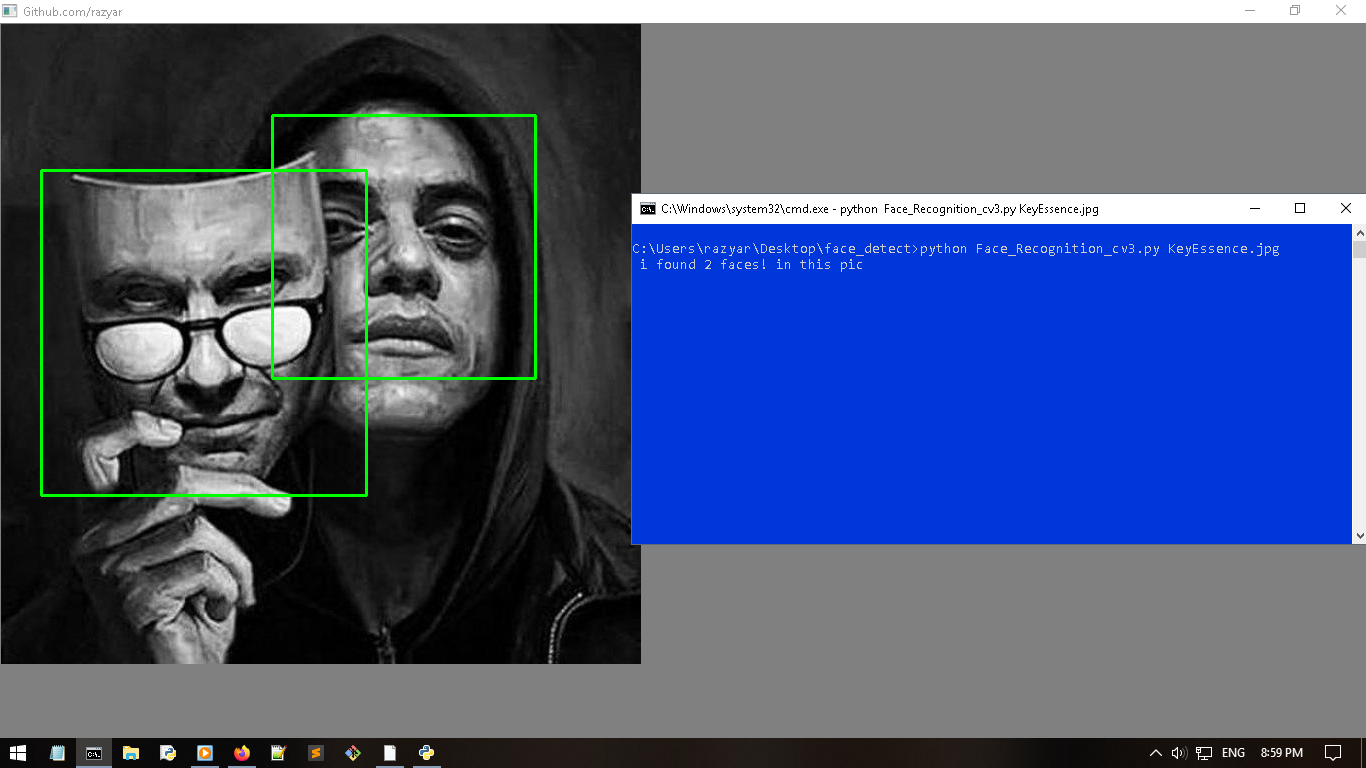 Github.com/razyar
C:\Windows\system32\cmd.exe - python  Face_Recognition_cv3.py KeyEssence.jpg
C:\Users\razyar\Desktop\face_detect>python Face_Recognition_cv3.py KeyEssence.jpg
i found 2 faces! in this pic
ENG
8:59 PM